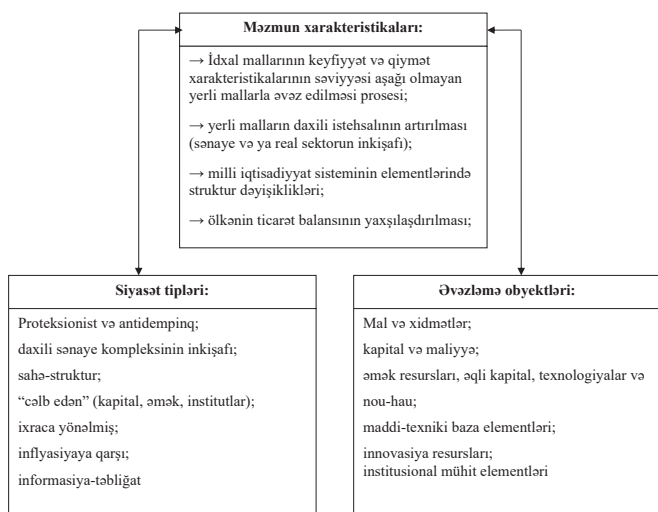 Məzmun xarakteristikaları:
→ İdxal mallarının keyfiyyət və qiymət
xarakteristikalarının səviyyəsi aşağı olmayan
yerli mallarla əvəz edilməsi prosesi;
→ yerli malların daxili istehsalının artırılması
(sənaye və ya real sektorun inkişafı);
→ milli iqtisadiyyat sisteminin elementlərində
struktur dəyişiklikləri;
→ ölkənin ticarət balansının yaxşılaşdırılması;
Siyasət tipləri:
Proteksionist və antidempinq;
daxili sənaye kompleksinin inkişafı;
sahə-struktur;
“cəlb edən” (kapital, əmək, institutlar);
ixraca yönəlmiş;
inflyasiyaya qarşı;
informasiya-təbliğat
Əvəzləmə obyektləri:
Mal və xidmətlər;
kapital və maliyyə;
əmək resursları, əqli kapital, texnologiyalar və
nou-hau;
maddi-texniki baza elementləri;
innovasiya resursları;
institusional mühit elementləri